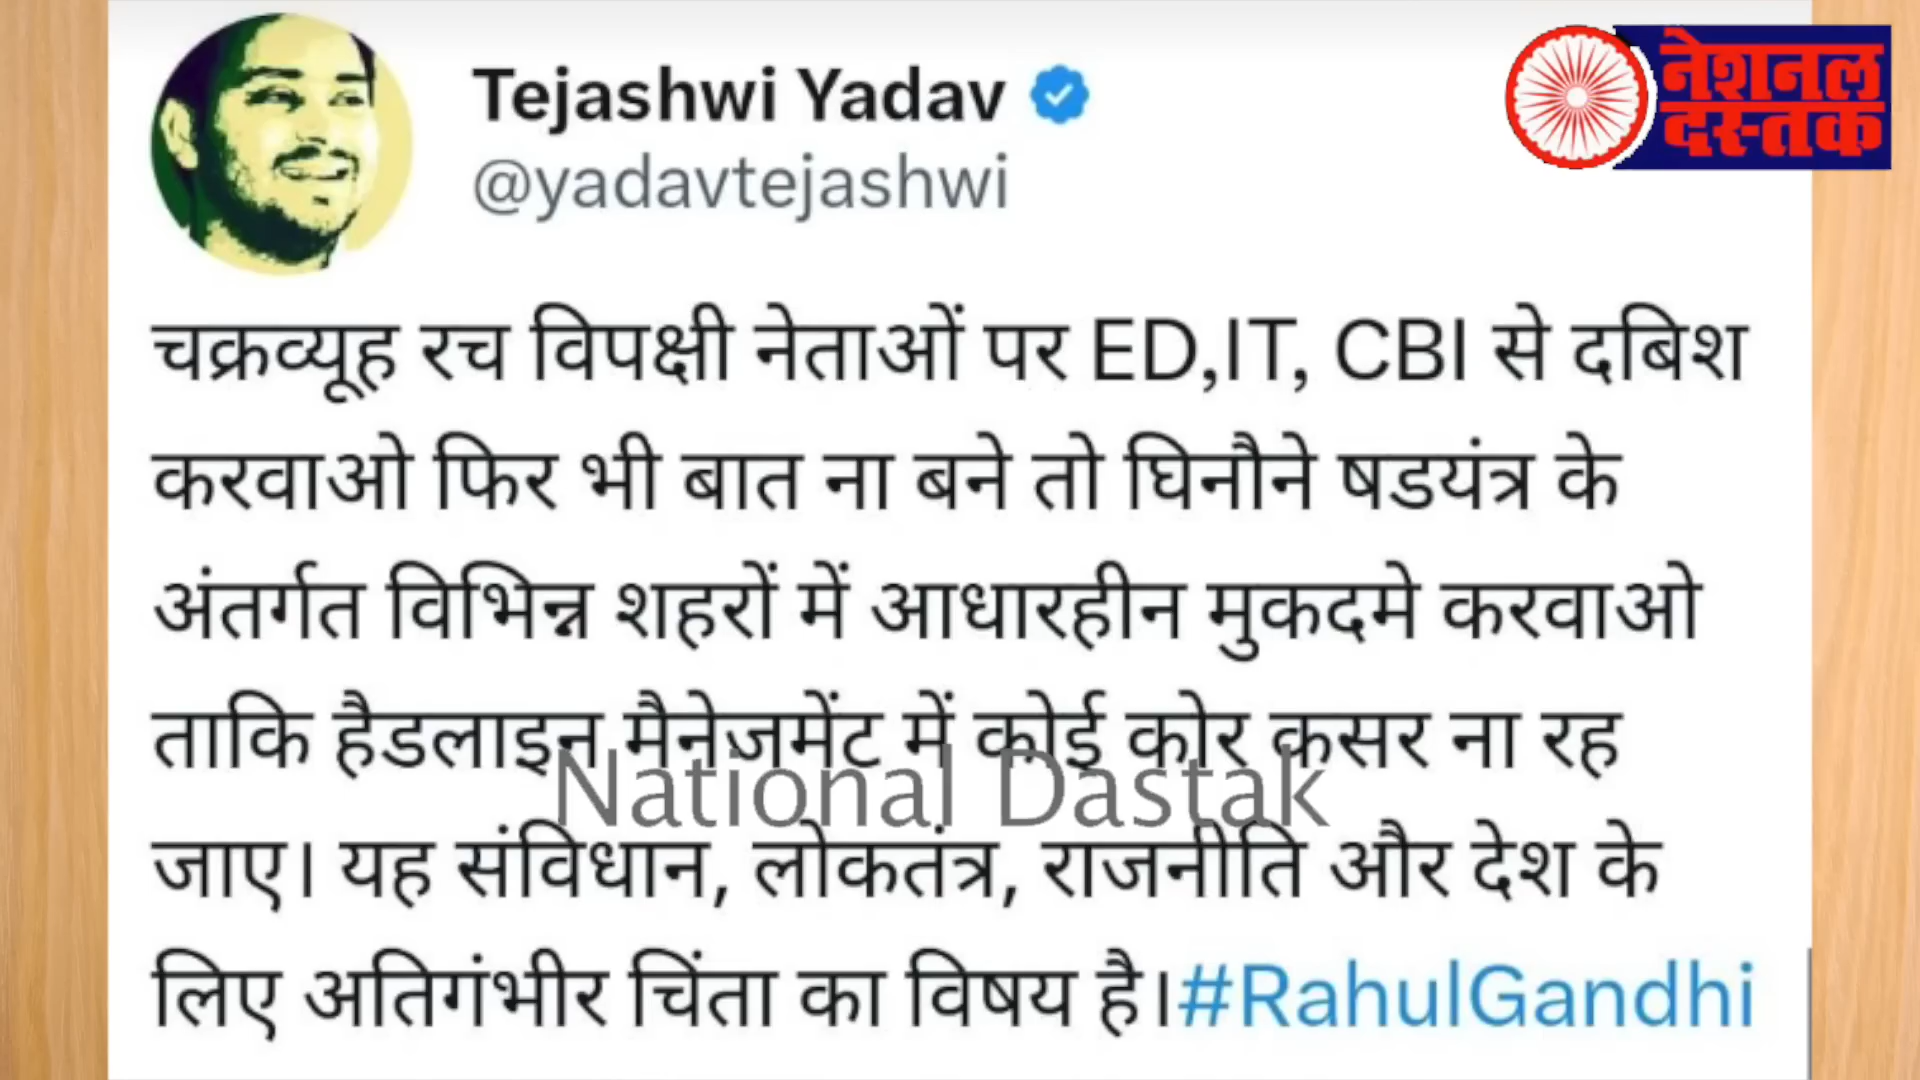 Tejashwi Yadav
@yadavtejashwi
नेशनल
दस्तक
चक्रव्यूह रच विपक्षी नेताओं पर ED,IT, CBI से दबिश
करवाओ फिर भी बात ना बने तो घिनौने षडयंत्र के
अंतर्गत विभिन्न शहरों में आधारहीन मुकदमे करवाओ
ताकि हैडलाइन मैनेजमेंट में कोई कोर कसर ना रह
National Dastak
जाए। यह संविधान, लोकतंत्र, राजनीति और देश के
लिए अतिगंभीर चिंता का विषय है।#RahulGandhi